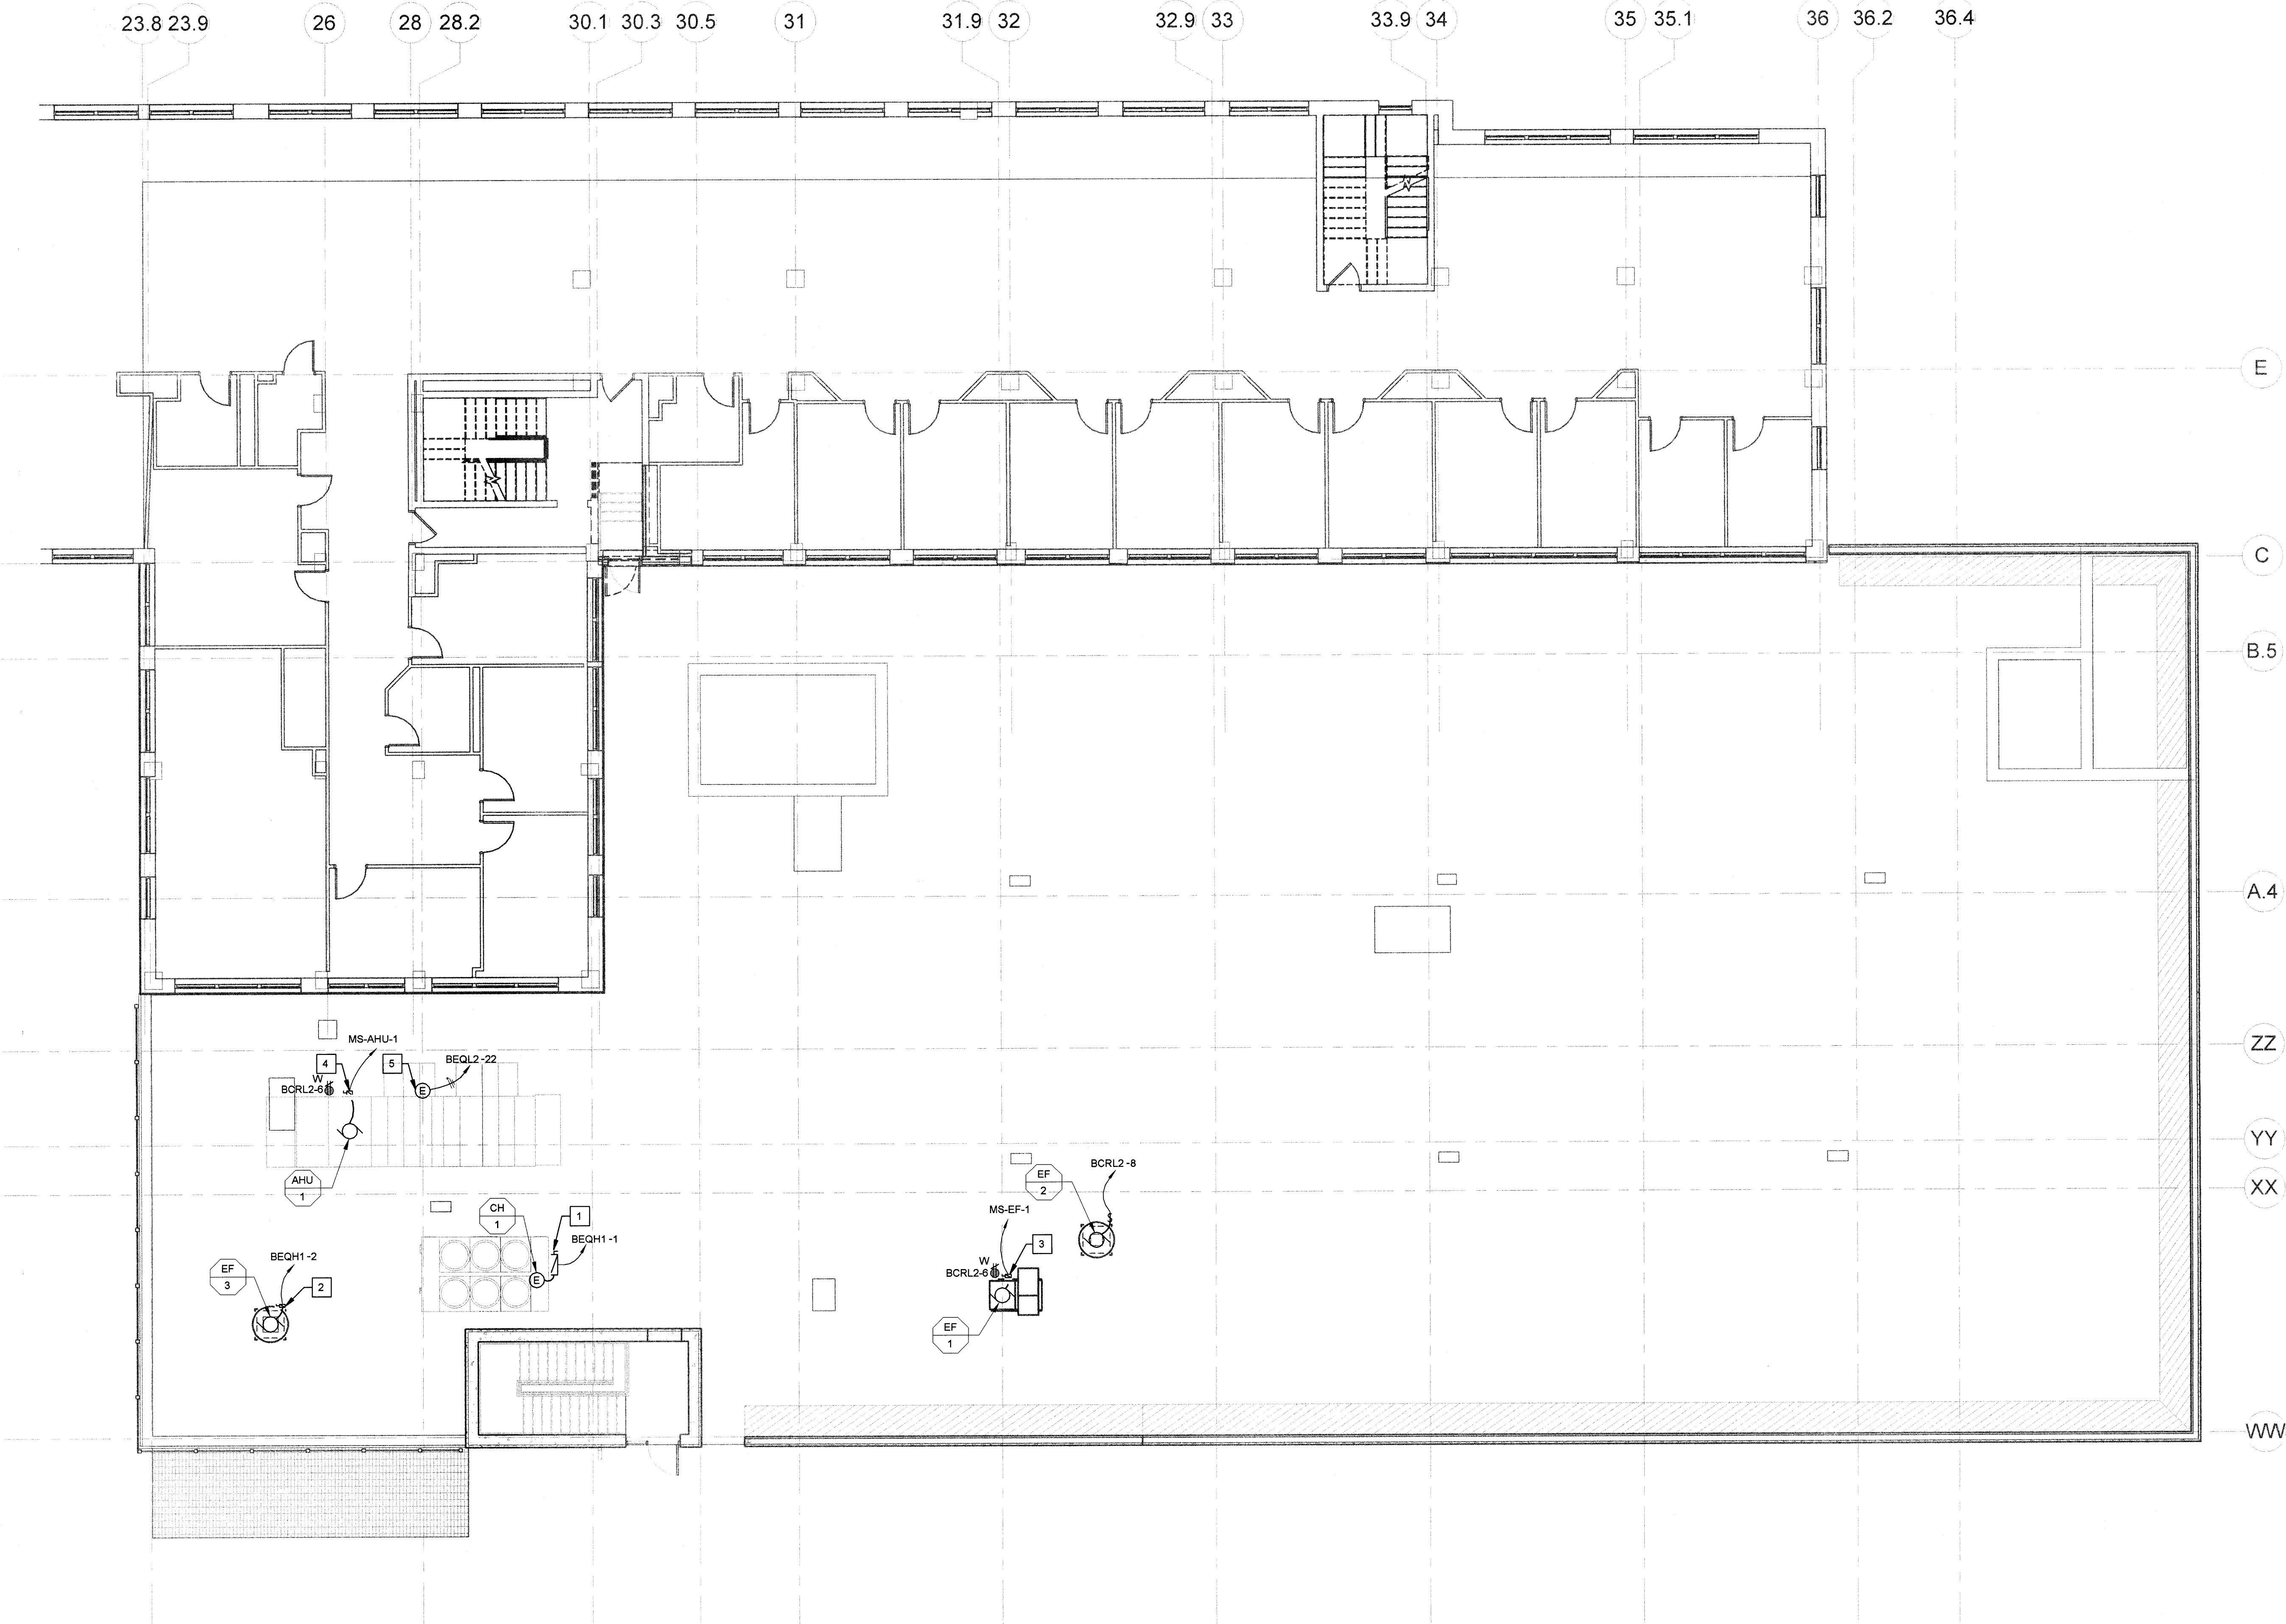 23.8 23.9 26 28 28.2 30.1 30.3 30.5 31 31.9 32 32.9 33 33.9 34 35 35.1 36 36.2 36.4
E
C
B.5
A.4
ZZ
MS-AHU-1
4
5
BEQL2-22
W
BCRL2-6
E
YY
AHU
1
EF
2
BCRL2-8
XX
CH
1
1
BEQH1-1
E
MS-EF-1
3
W
BCRL2-6
BEQH1-2
EF
3
2
EF
1
WW